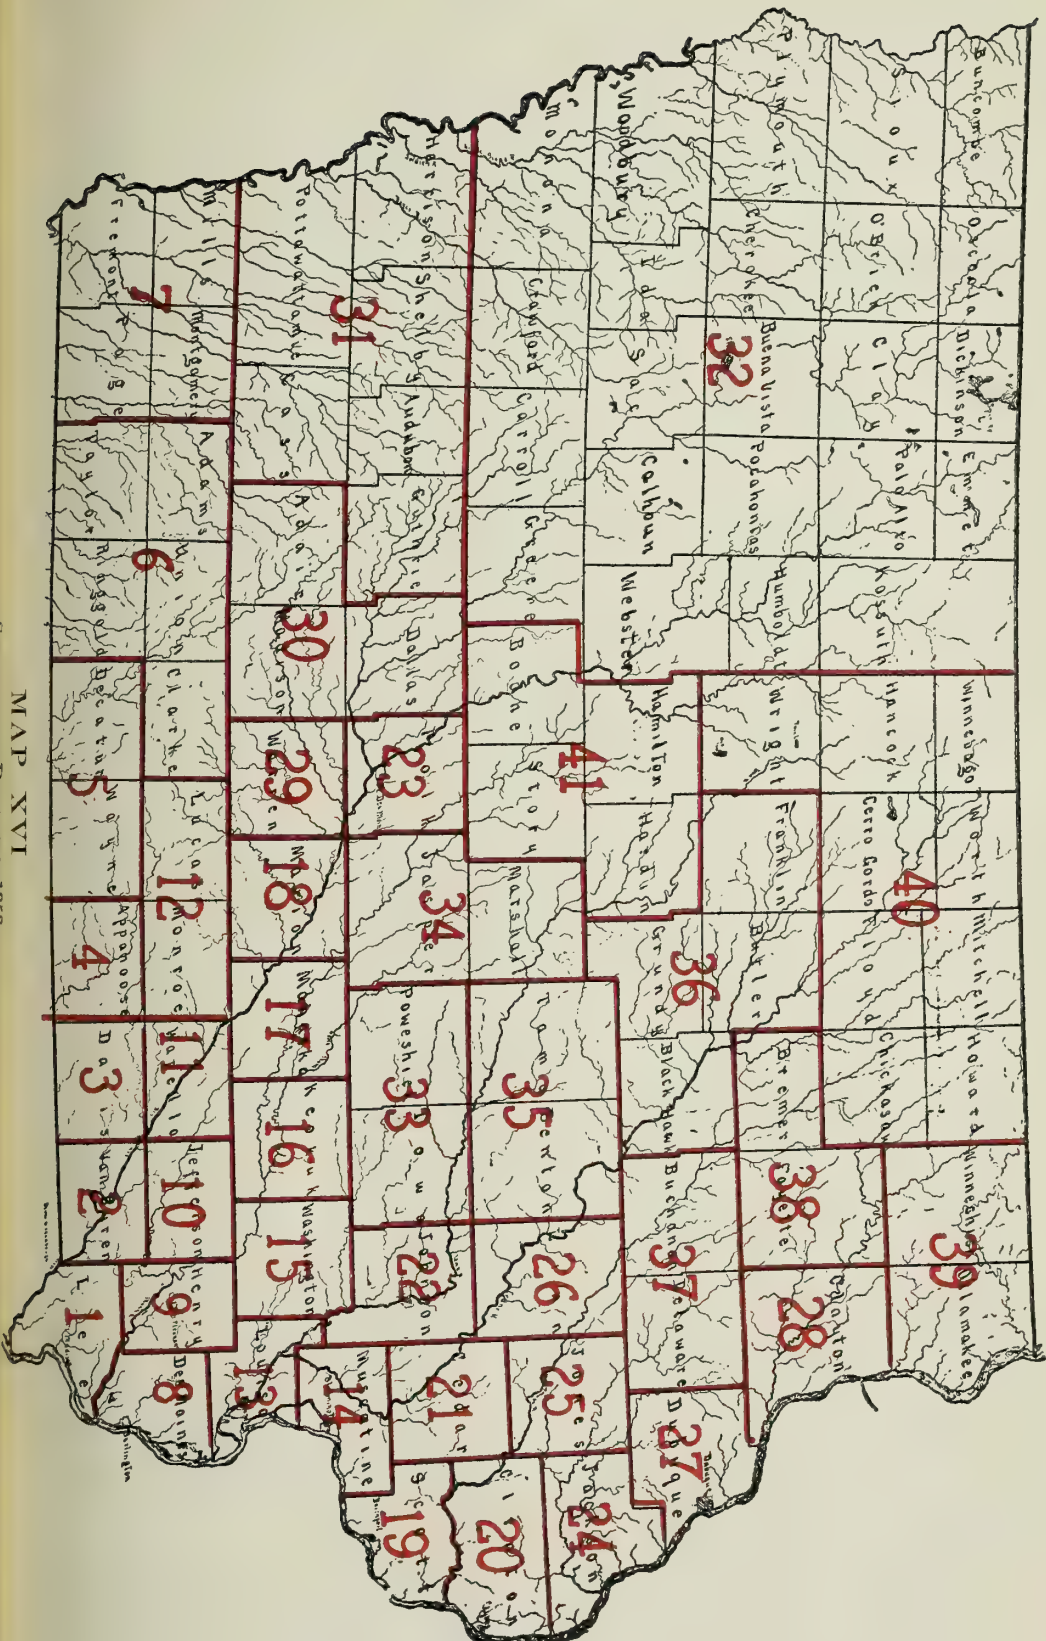 Buncombe
Osceola
Dickinson
Emmet
Winnebago
Worth
Mitchell
Howard
Winneshiek
Allamakee
39
Sioux
O'Brien
Clay
Palo Alto
Kossuth
Hancock
Cerro Gordo
40
Floyd
Chickasaw
Plymouth
Cherokee
Buena Vista
32
Pocahontas
Humboldt
Wright
Franklin
Butler
Bremer
Fayette
38
Clayton
28
Woodbury
Ida
Sac
Calhoun
Webster
Hamilton
Hardin
Grundy
36
Black Hawk
Buchanan
37
Delaware
Dubuque
27
Monona
Crawford
Carroll
Greene
Boone
Story
41
Marshall
Tama
35
Benton
Linn
26
Jones
25
Jackson
24
Harrison
Shelby
Audubon
Guthrie
Dallas
Polk
23
Jasper
34
Poweshiek
33
Iowa
Johnson
22
Cedar
21
Clinton
20
Scott
19
31
Pottawattamie
Cass
Adair
Madison
30
Warren
29
Marion
18
Mahaska
17
Keokuk
16
Washington
15
Muscatine
14
Louisa
13
Mills
Montgomery
Adams
Union
Clarke
Lucas
12
Monroe
Wapello
11
Jefferson
10
Henry
9
Des Moines
8
Burlington
Fremont
7
Page
Taylor
6
Ringgold
Decatur
5
Wayne
Appanoose
4
Davis
3
Van Buren
2
Lee
1
MAP XVI